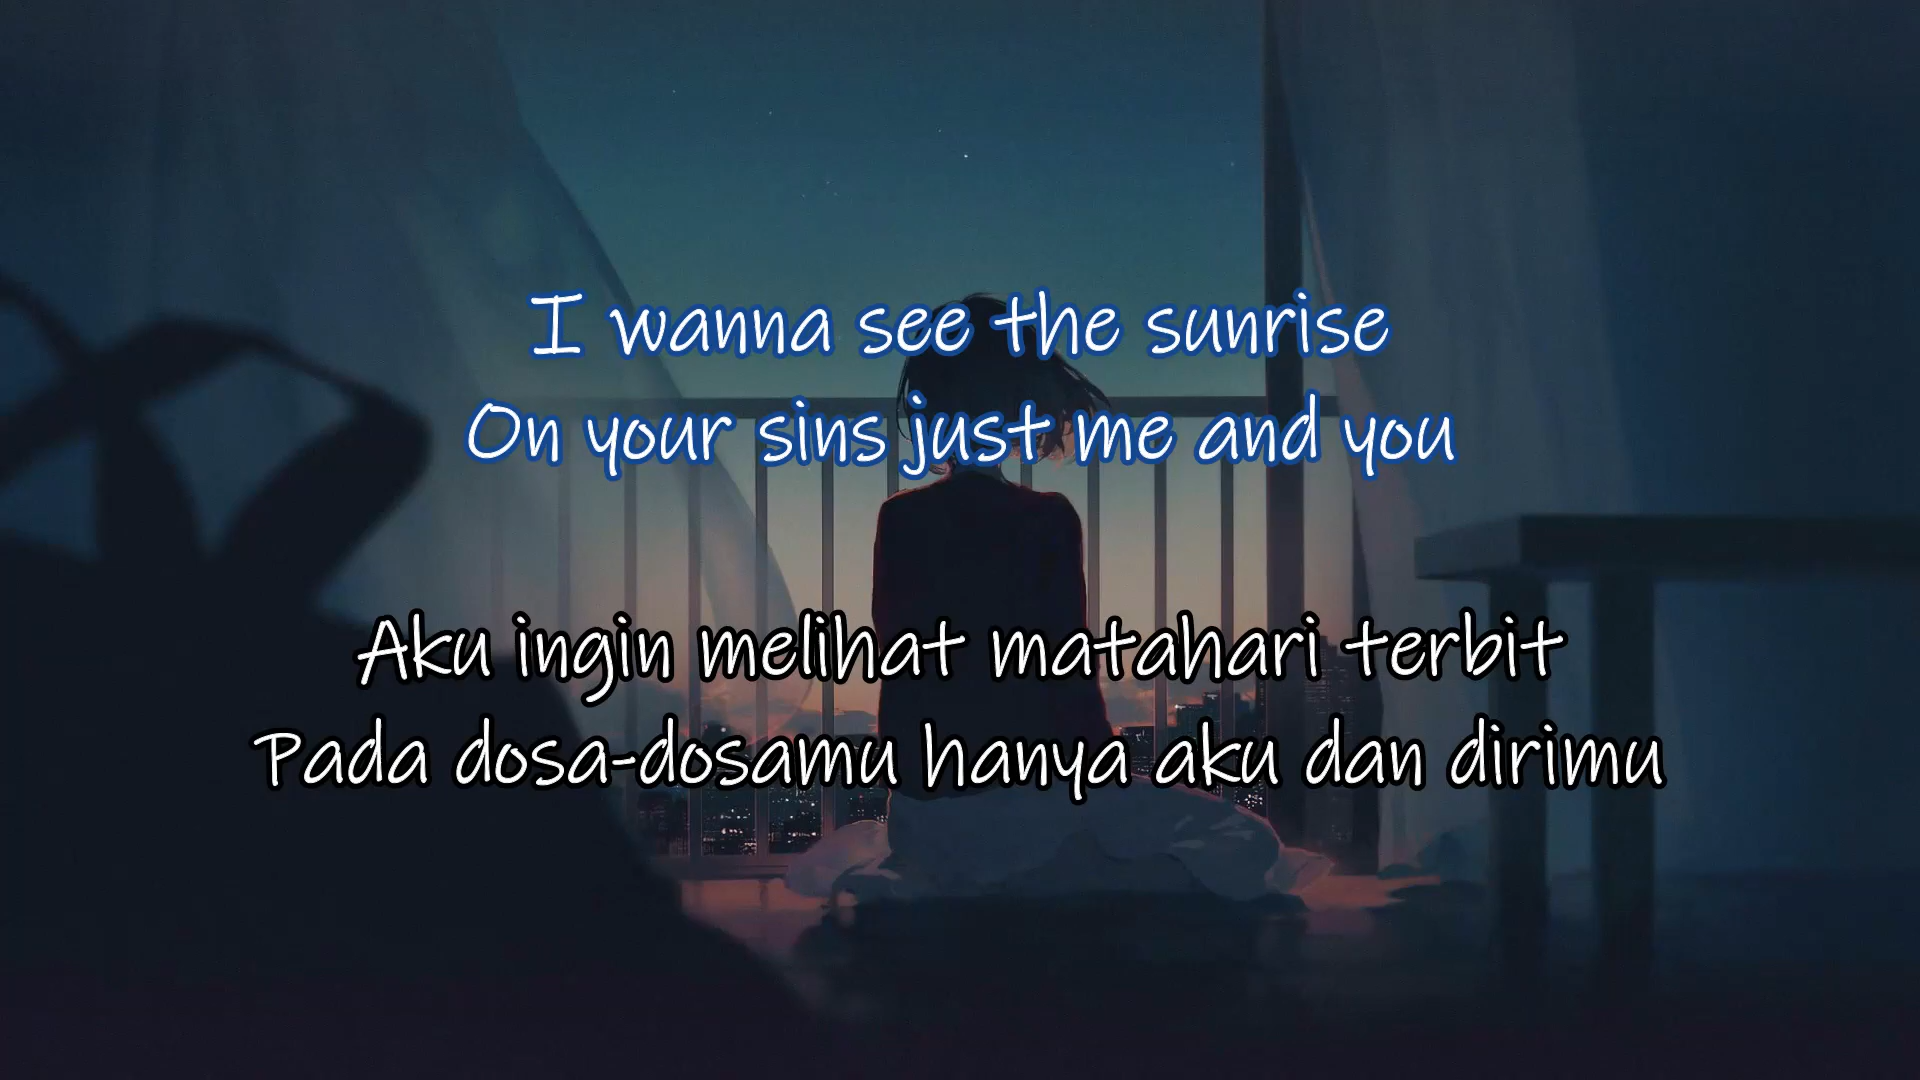 I wanna see the sunrise
On your sins just me and you
Aku ingin melihat matahari terbit
Pada dosa-dosamu hanya aku dan dirimu